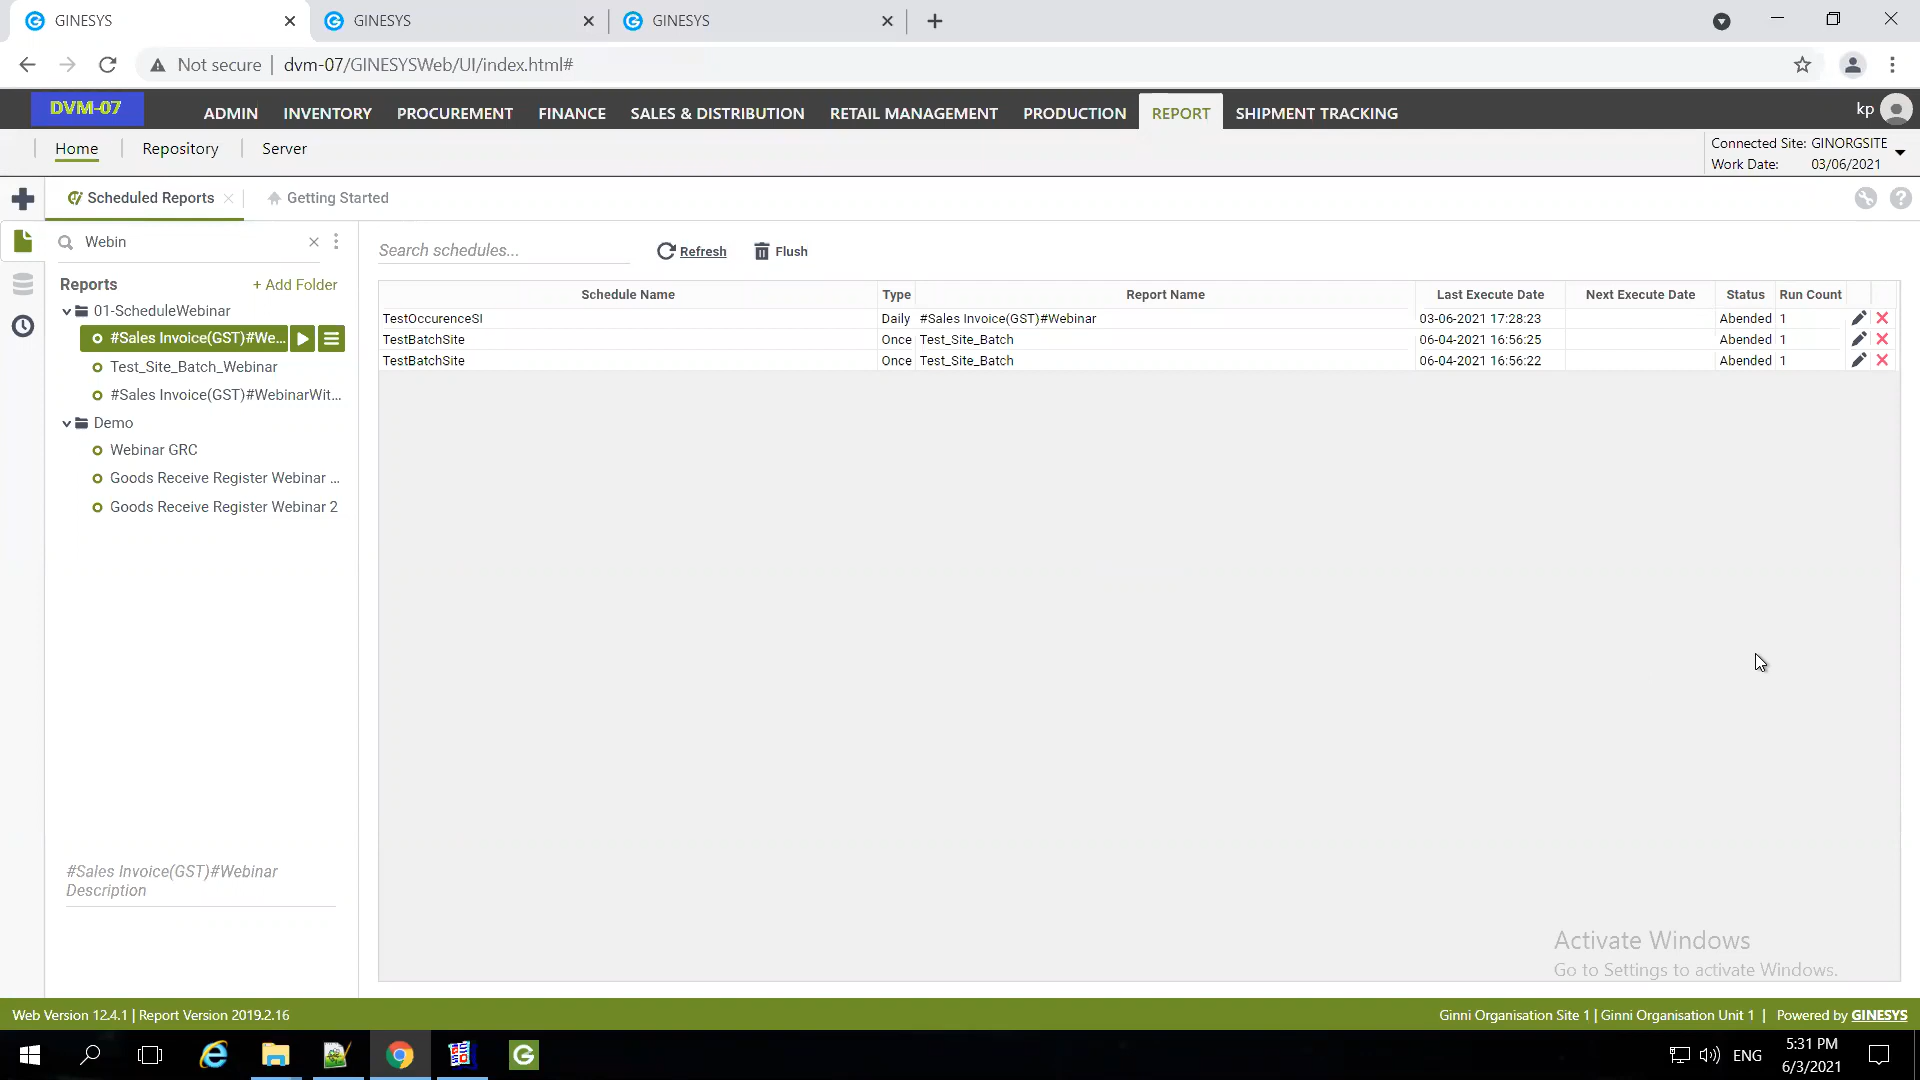 GINESYS
GINESYS
GINESYS
Not secure
dvm-07/GINESYSWeb/UI/index.html#
DVM-07
ADMIN
INVENTORY
PROCUREMENT
FINANCE
SALES & DISTRIBUTION
RETAIL MANAGEMENT
PRODUCTION
REPORT
SHIPMENT TRACKING
kp
Home
Repository
Server
Connected Site: GINORGSITE
Work Date: 03/06/2021
Scheduled Reports
Getting Started
Webin
Search schedules...
Refresh
Flush
Reports
+ Add Folder
01-ScheduleWebinar
#Sales Invoice(GST)#We...
Test_Site_Batch_Webinar
#Sales Invoice(GST)#WebinarWit...
Demo
Webinar GRC
Goods Receive Register Webinar ...
Goods Receive Register Webinar 2
#Sales Invoice(GST)#Webinar
Description
Schedule Name Type Report Name Last Execute Date Next Execute Date Status Run Count
TestOccurenceSI Daily #Sales Invoice(GST)#Webinar 03-06-2021 17:28:23 Abended 1
TestBatchSite Once Test_Site_Batch 06-04-2021 16:56:25 Abended 1
TestBatchSite Once Test_Site_Batch 06-04-2021 16:56:22 Abended 1
Activate Windows
Go to Settings to activate Windows.
Web Version 12.4.1 | Report Version 2019.2.16
Ginni Organisation Site 1 | Ginni Organisation Unit 1 | Powered by GINESYS
ENG
5:31 PM
6/3/2021